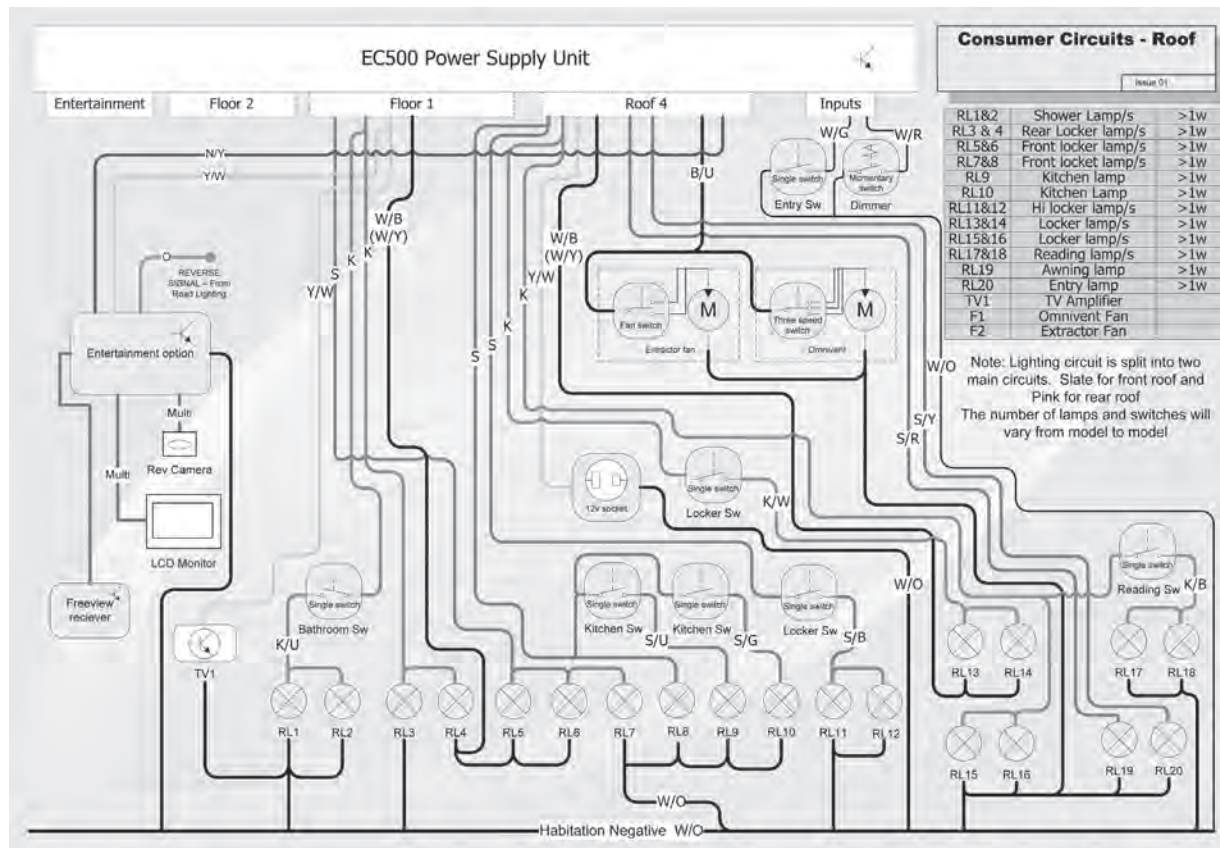 EC500 Power Supply Unit
Consumer Circuits - Roof
Issue 01
Entertainment
Floor 2
Floor 1
Roof 4
Inputs
RL1&2 Shower Lamp/s >1w
RL3 & 4 Rear Locker lamp/s >1w
RL5&6 Front locker lamp/s >1w
RL7&8 Front locket lamp/s >1w
RL9 Kitchen lamp >1w
RL10 Kitchen Lamp >1w
RL11&12 Hi locker lamp/s >1w
RL13&14 Locker lamp/s >1w
RL15&16 Locker lamp/s >1w
RL17&18 Reading lamp/s >1w
RL19 Awning lamp >1w
RL20 Entry lamp >1w
TV1 TV Amplifier
F1 Omnivent Fan
F2 Extractor Fan
Note: Lighting circuit is split into two
main circuits. Slate for front roof and
Pink for rear roof
The number of lamps and switches will
vary from model to model
W/G
W/R
N/Y
Y/W
B/U
Single switch
Entry Sw
Momentary
switch
Dimmer
W/B
(W/Y)
W/B
(W/Y)
S
K
K
Y/W
Y/W
K
K
S
S
O
REVERSE
SIGNAL – From
Road Lighting
Fan switch
M
Extractor fan
Three speed
switch
M
Omnivent
W/O
S/Y
S/R
Entertainment option
Multi
Rev Camera
Multi
LCD Monitor
Freeview
reciever
12v socket
Single switch
Locker Sw
K/W
W/O
Single switch
Bathroom Sw
K/U
Single switch
Kitchen Sw
S/U
Single switch
Kitchen Sw
S/G
Single switch
Locker Sw
S/B
Single switch
Reading Sw
K/B
TV1
RL1
RL2
RL3
RL4
RL5
RL6
RL7
RL8
RL9
RL10
RL11
RL12
RL13
RL14
RL17
RL18
RL15
RL16
RL19
RL20
W/O
Habitation Negative W/O